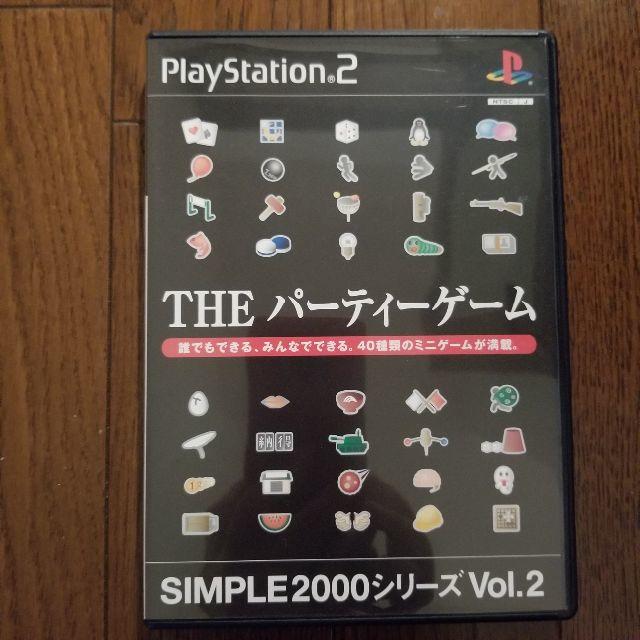 PlayStation®2
NTSC J
THE パーティーゲーム
誰でもできる、みんなでできる。40種類のミニゲームが満載。
12
SIMPLE2000シリーズ Vol.2